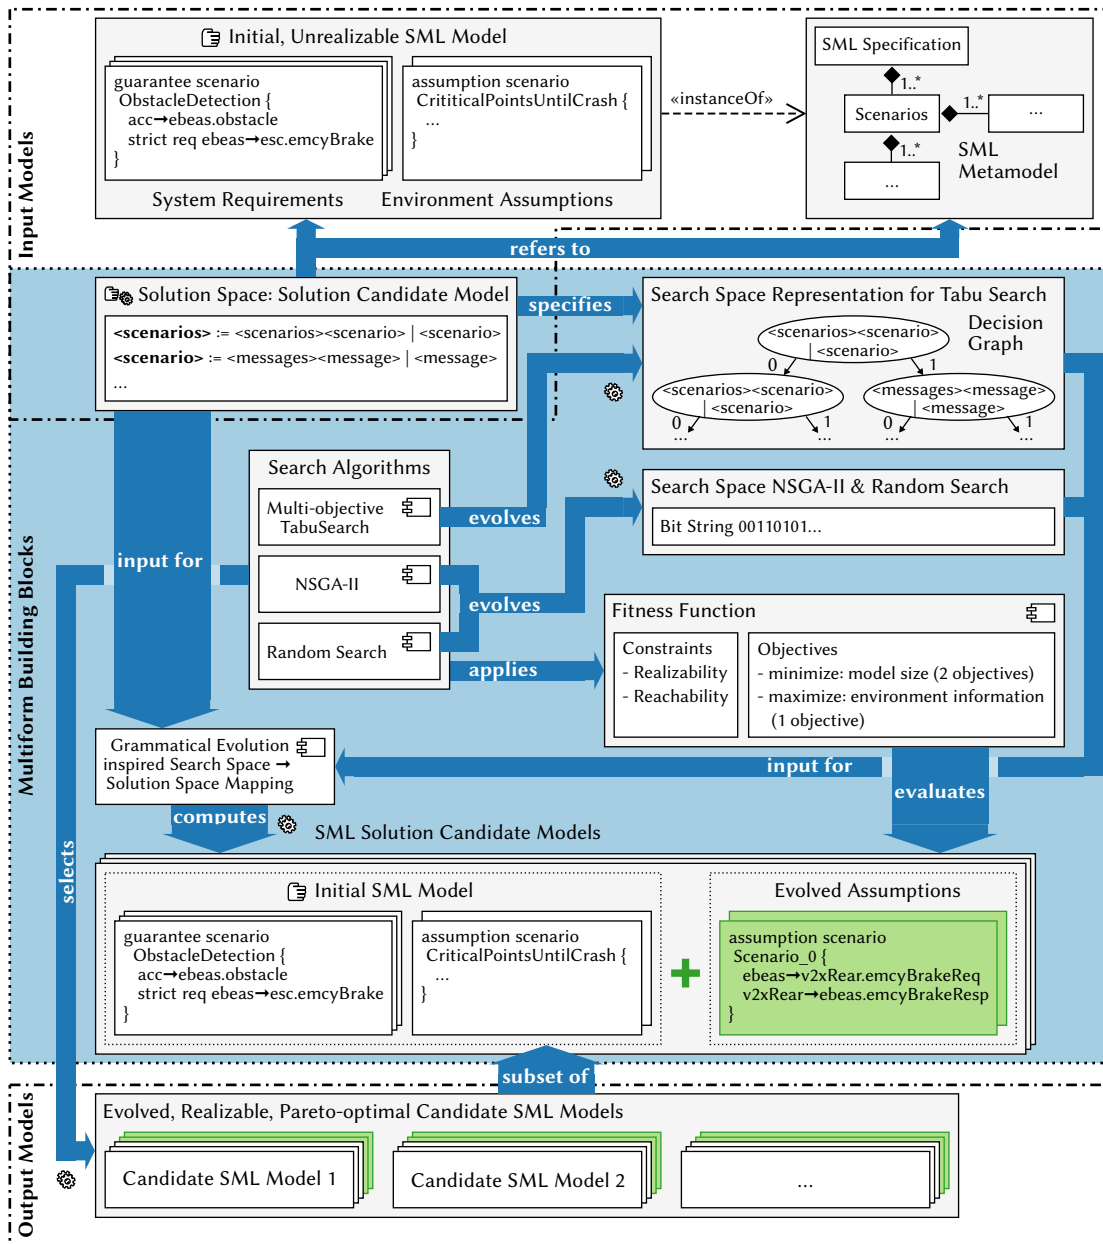 Initial, Unrealizable SML Model
guarantee scenario
ObstacleDetection {
acc→ebeas.obstacle
strict req ebeas→esc.emcyBrake
}
assumption scenario
CrititicalPointsUntilCrash {
...
}
System Requirements
Environment Assumptions
«instanceOf»
SML Specification
1..*
Scenarios
1..*
...
1..*
...
SML
Metamodel
Input Models
refers to
Solution Space: Solution Candidate Model
<scenarios> := <scenarios><scenario> | <scenario>
<scenario> := <messages><message> | <message>
...
specifies
Search Space Representation for Tabu Search
<scenarios><scenario>
| <scenario>
Decision
Graph
0
1
<scenarios><scenario>
| <scenario>
<messages><message>
| <message>
0
1
0
1
...
...
...
...
Multiform Building Blocks
Search Algorithms
Multi-objective
TabuSearch
NSGA-II
Random Search
evolves
evolves
applies
input for
Search Space NSGA-II & Random Search
Bit String 00110101...
Fitness Function
Constraints
- Realizability
- Reachability
Objectives
- minimize: model size (2 objectives)
- maximize: environment information
(1 objective)
Grammatical Evolution
inspired Search Space →
Solution Space Mapping
input for
evaluates
computes
selects
SML Solution Candidate Models
Initial SML Model
guarantee scenario
ObstacleDetection {
acc→ebeas.obstacle
strict req ebeas→esc.emcyBrake
}
assumption scenario
CriticalPointsUntilCrash {
...
}
+
Evolved Assumptions
assumption scenario
Scenario_0 {
ebeas→v2xRear.emcyBrakeReq
v2xRear→ebeas.emcyBrakeResp
}
subset of
Output Models
Evolved, Realizable, Pareto-optimal Candidate SML Models
Candidate SML Model 1
Candidate SML Model 2
...